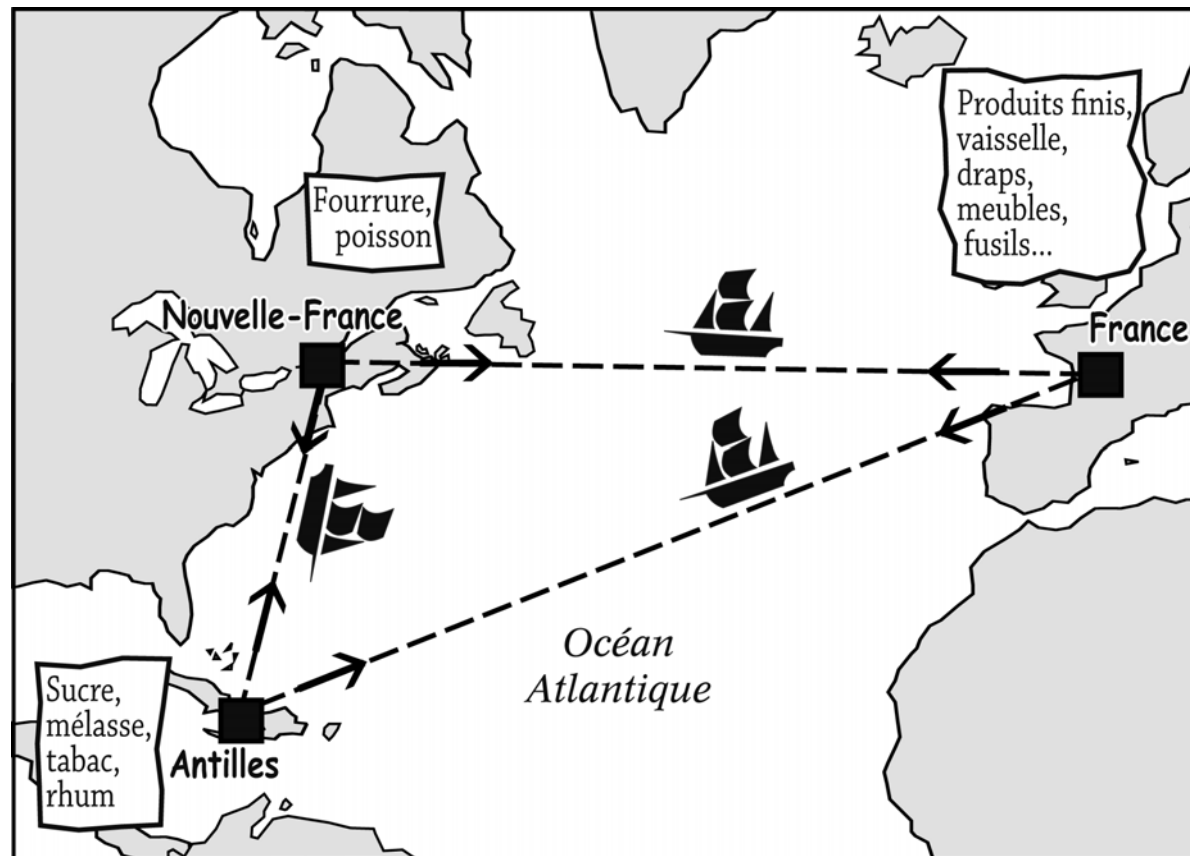 Produits finis,
vaisselle,
draps,
meubles,
fusils...
Fourrure,
poisson
Nouvelle-France
France
Océan
Atlantique
Sucre,
mélasse,
tabac,
rhum
Antilles